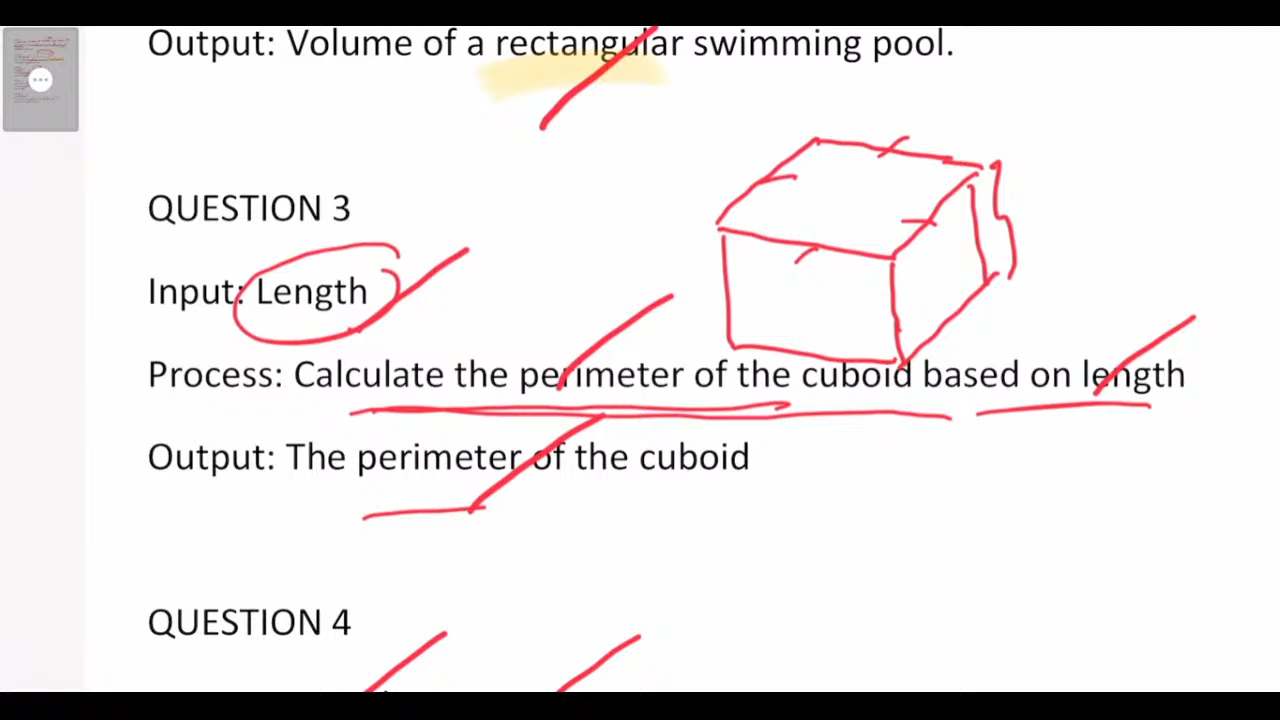 Output: Volume of a rectangular swimming pool.
QUESTION 3
Input: Length
Process: Calculate the perimeter of the cuboid based on length
Output: The perimeter of the cuboid
QUESTION 4